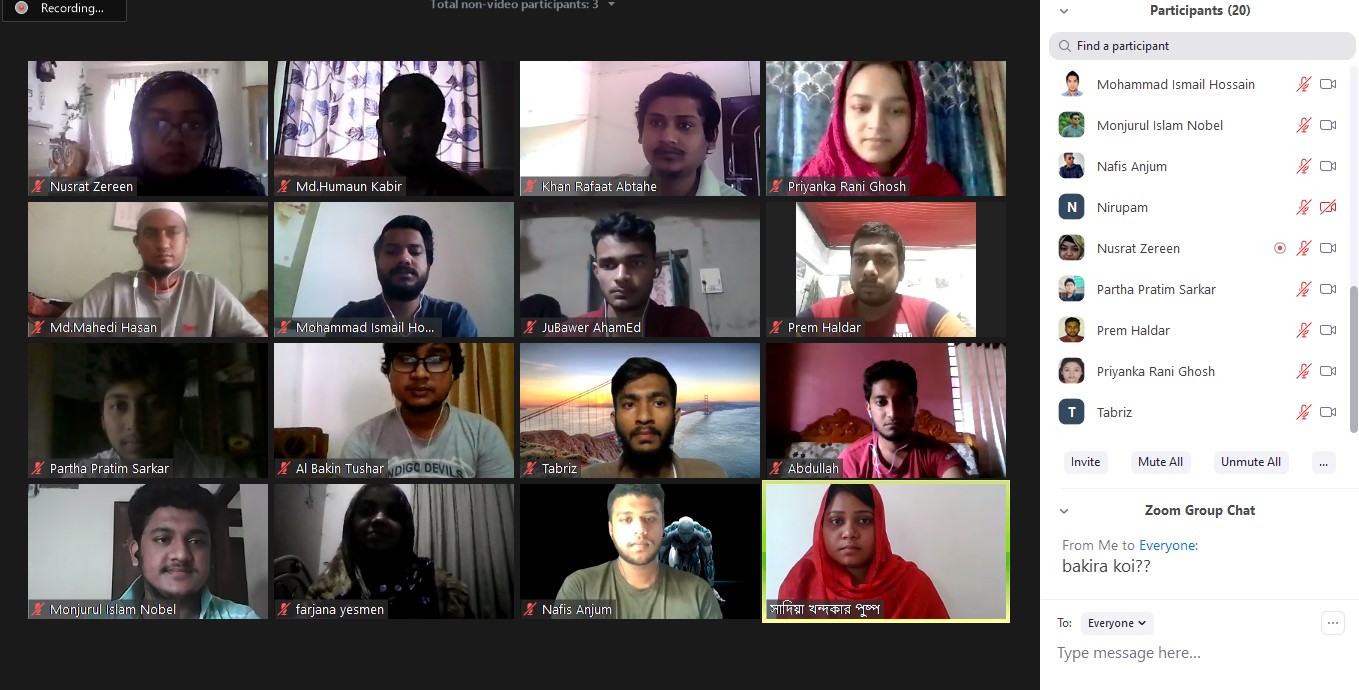 Recording...
Total non-video participants: 3
Nusrat Zereen
Md.Humaun Kabir
Khan Rafaat Abtahe
Priyanka Rani Ghosh
Md.Mahedi Hasan
Mohammad Ismail Ho...
JuBawer AhamEd
Prem Haldar
Partha Pratim Sarkar
Al Bakin Tushar
INDIGO DEVILS
Tabriz
Abdullah
Monjurul Islam Nobel
farjana yesmen
Nafis Anjum
সাদিয়া খন্দকার পুষ্প
Participants (20)
Find a participant
Mohammad Ismail Hossain
Monjurul Islam Nobel
Nafis Anjum
N Nirupam
Nusrat Zereen
Partha Pratim Sarkar
Prem Haldar
Priyanka Rani Ghosh
T Tabriz
Invite Mute All Unmute All ...
Zoom Group Chat
From Me to Everyone:
bakira koi??
To: Everyone
Type message here...